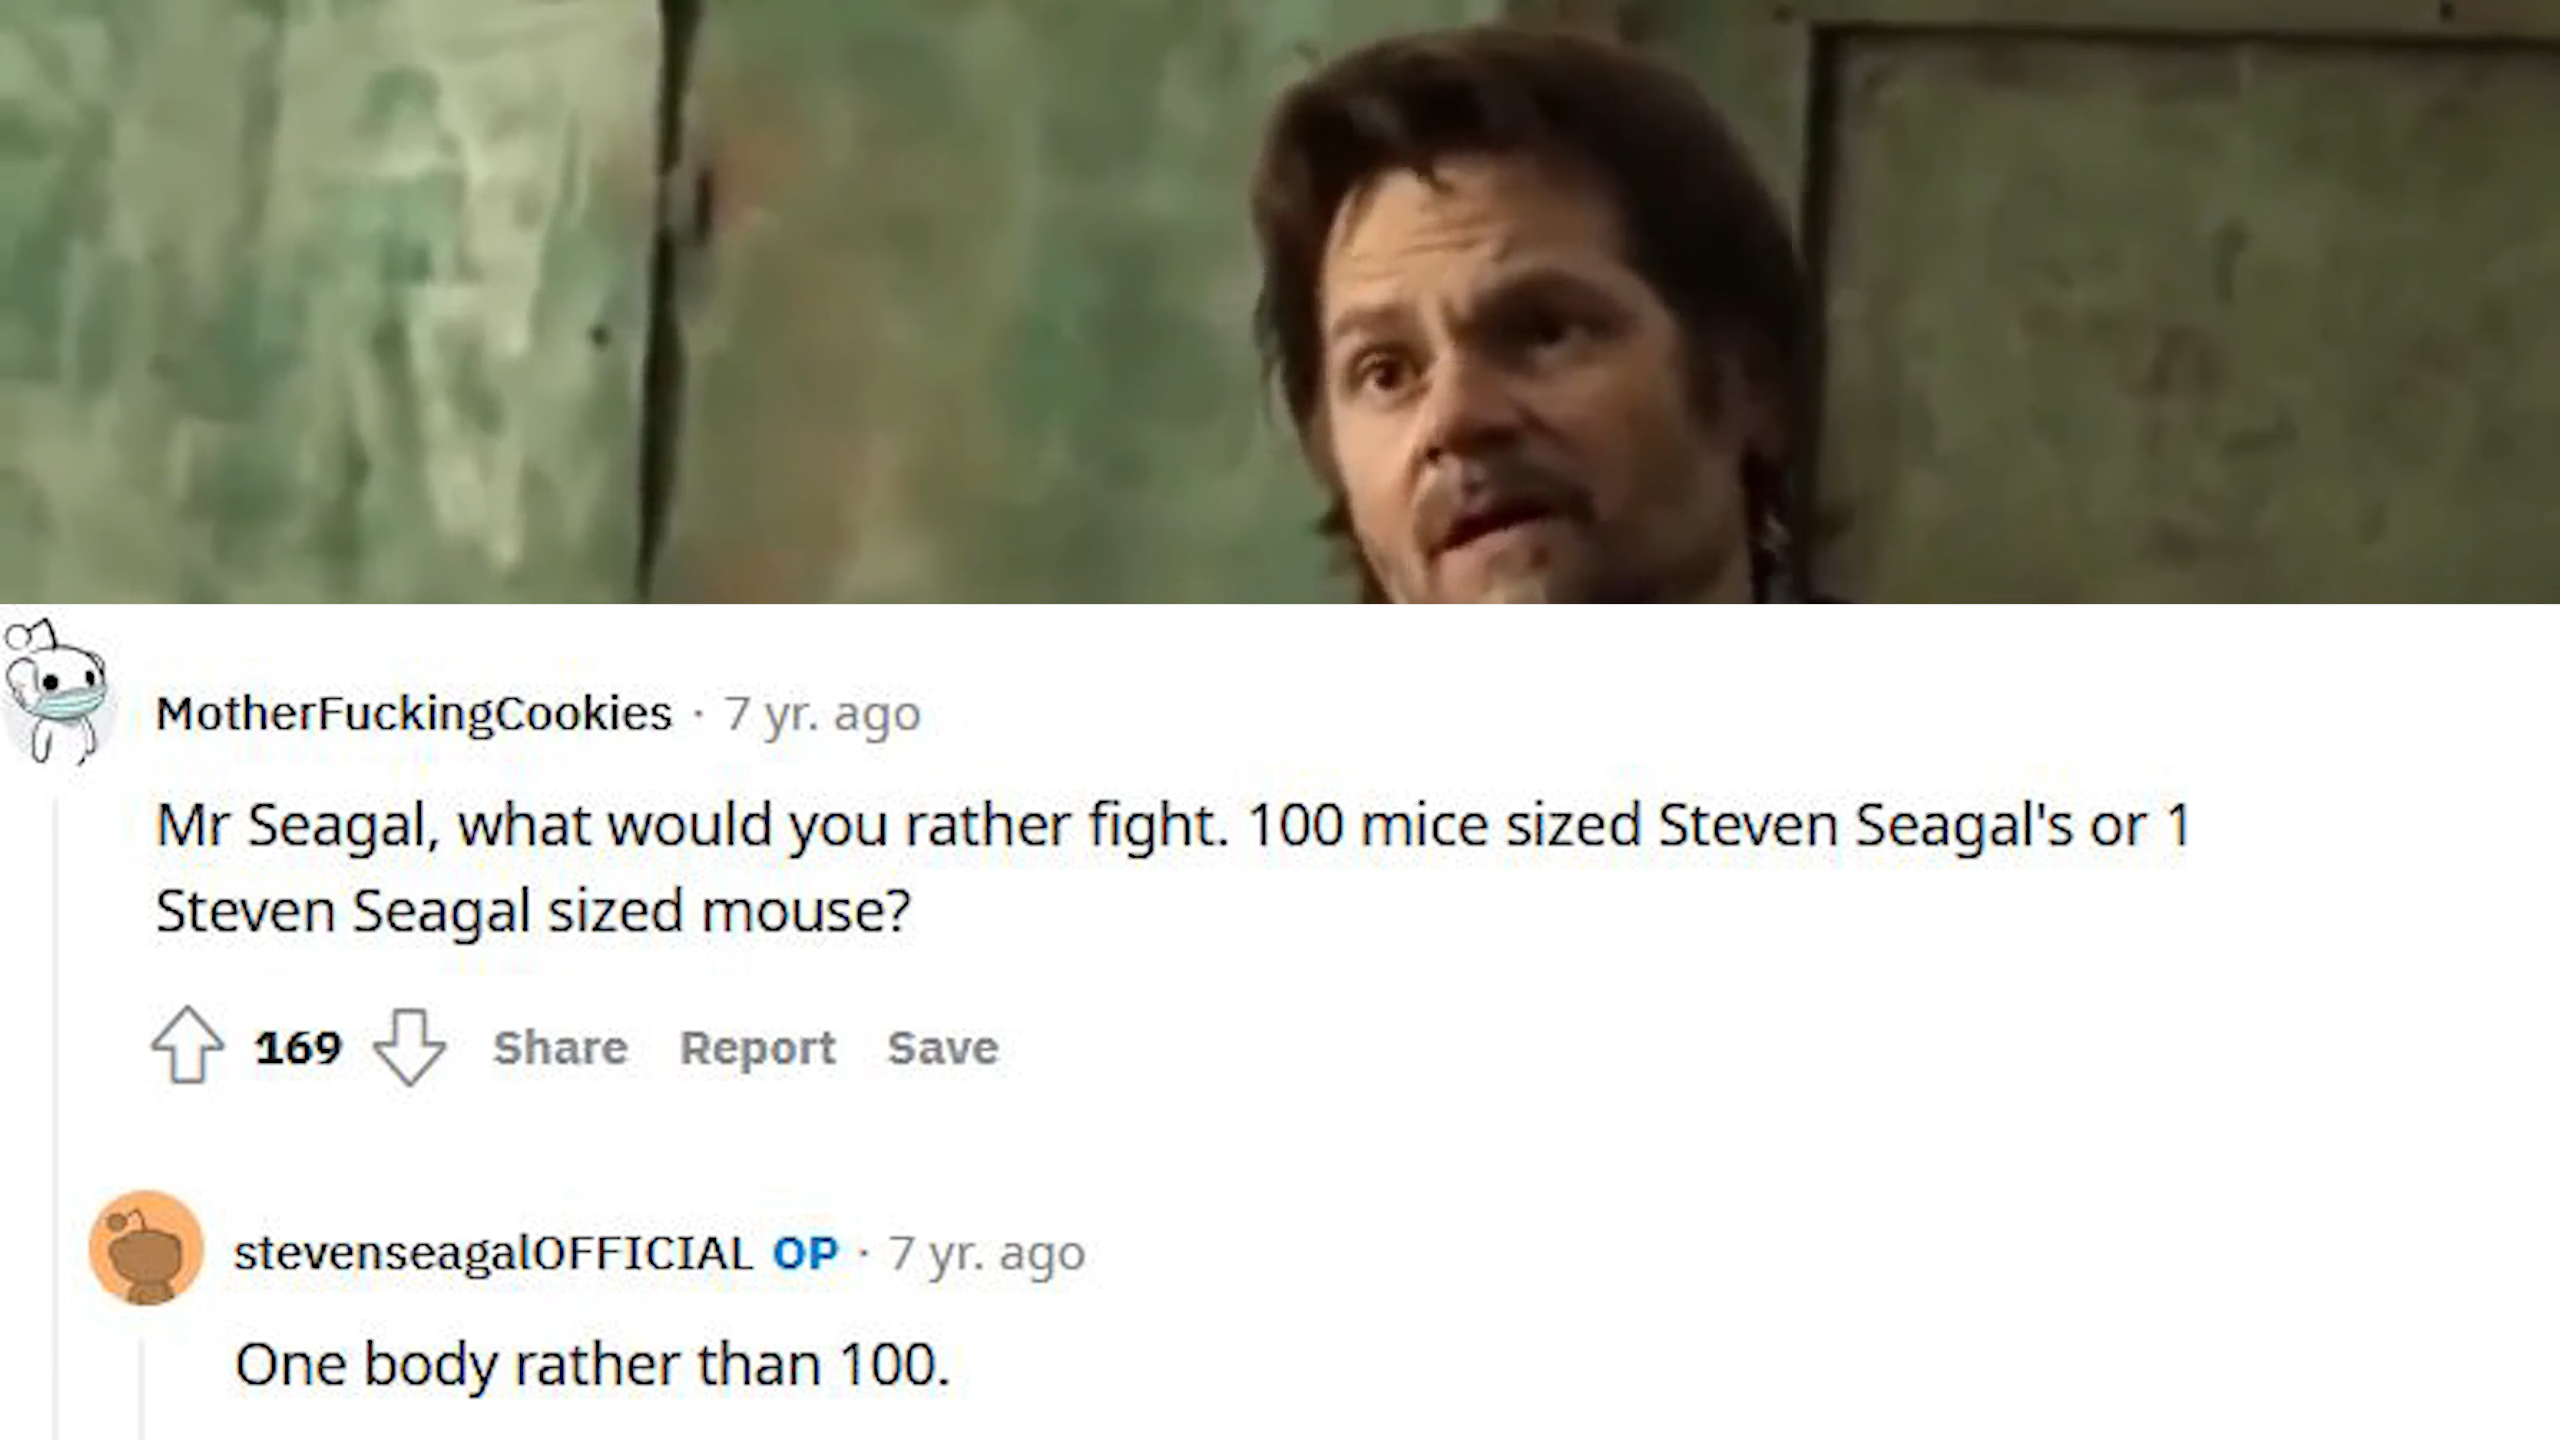 MotherFuckingCookies · 7 yr. ago
Mr Seagal, what would you rather fight. 100 mice sized Steven Seagal's or 1
Steven Seagal sized mouse?
169 Share Report Save
stevenseagalOFFICIAL OP · 7 yr. ago
One body rather than 100.